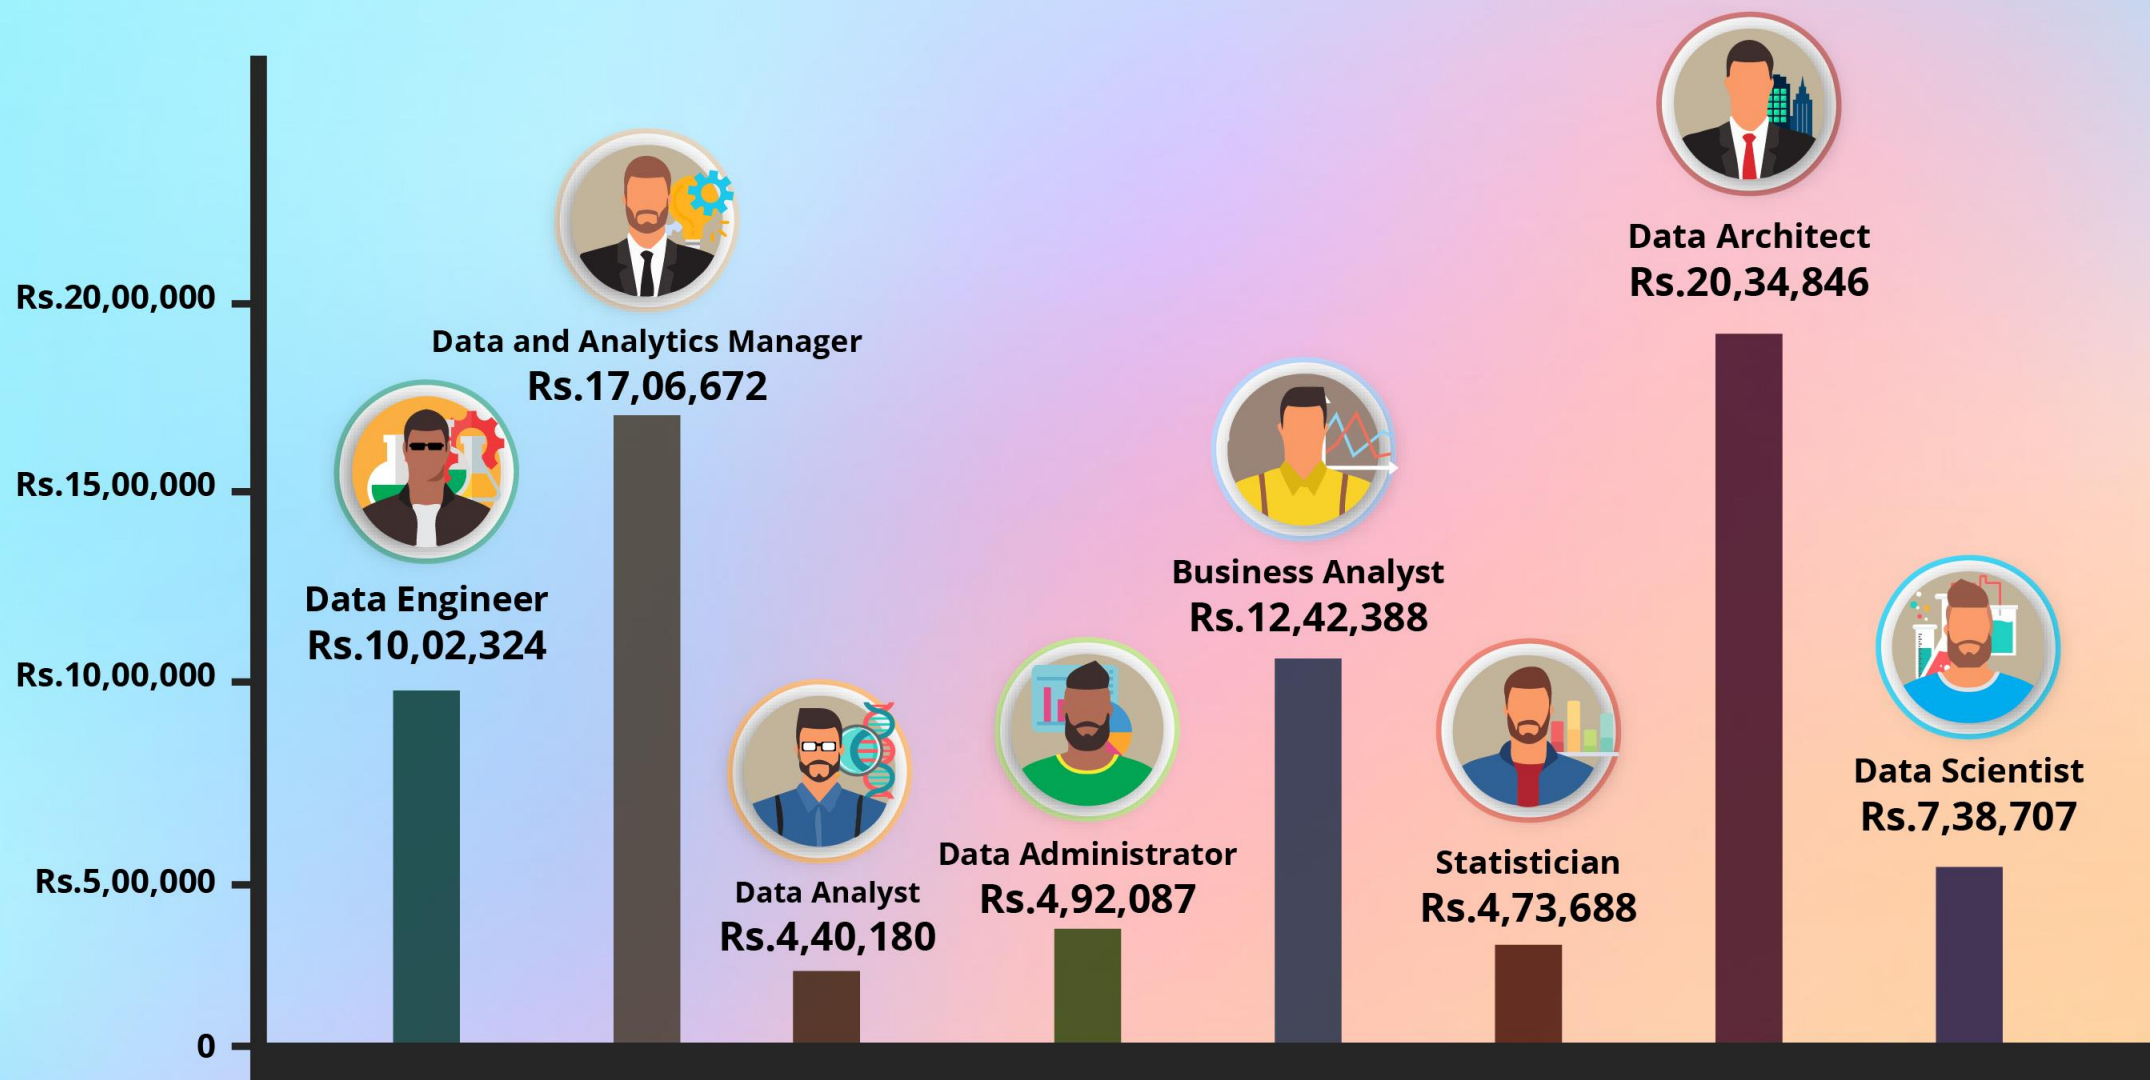 Rs.20,00,000
Rs.15,00,000
Rs.10,00,000
Rs.5,00,000
0
Data Engineer
Rs.10,02,324
Data and Analytics Manager
Rs.17,06,672
Data Analyst
Rs.4,40,180
Data Administrator
Rs.4,92,087
Business Analyst
Rs.12,42,388
Statistician
Rs.4,73,688
Data Architect
Rs.20,34,846
Data Scientist
Rs.7,38,707